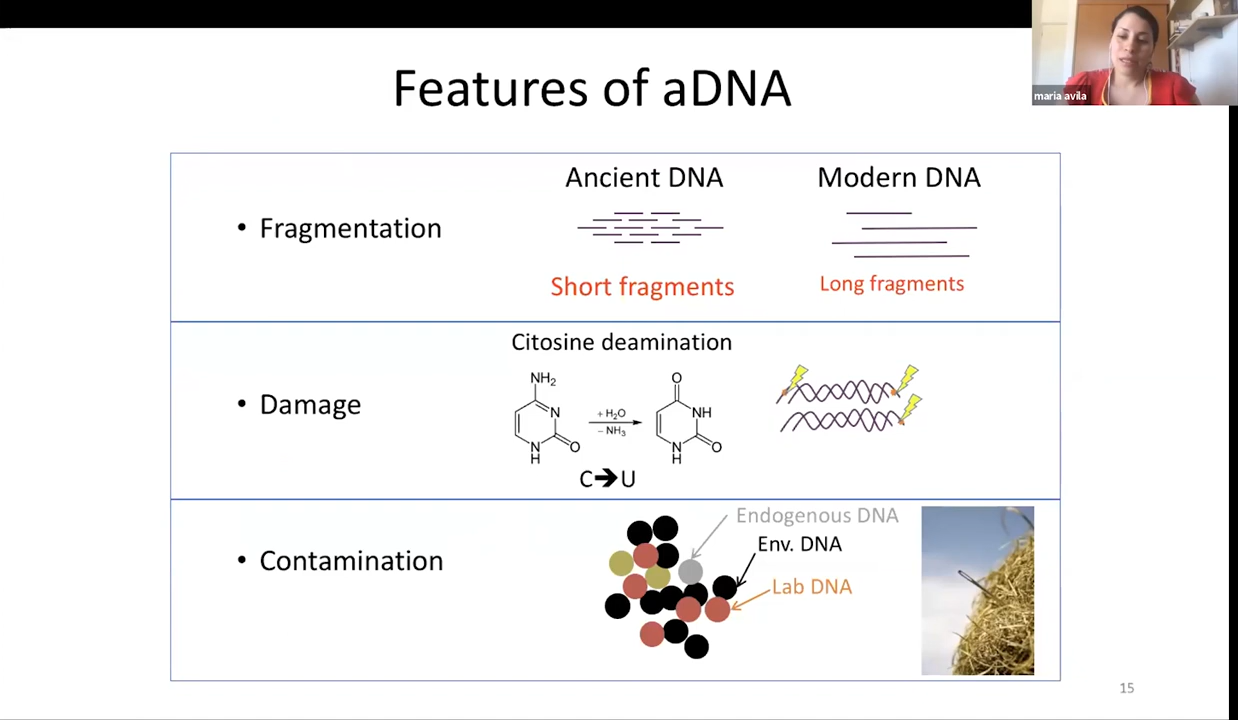 maria avila
Features of aDNA
Ancient DNA
Modern DNA
• Fragmentation
Short fragments
Long fragments
Citosine deamination
• Damage
NH2
N
N
H
O
+ H2O
− NH3
O
NH
N
H
O
C➔U
• Contamination
Endogenous DNA
Env. DNA
Lab DNA
15